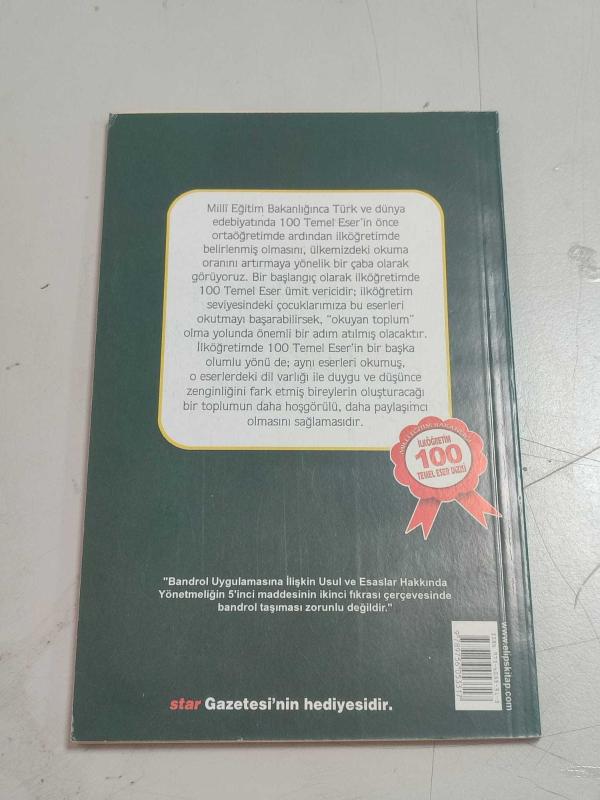 Millî Eğitim Bakanlığınca Türk ve dünya
edebiyatında 100 Temel Eser'in önce
ortaöğretimde ardından ilköğretimde
belirlenmiş olmasını, ülkemizdeki okuma
oranını artırmaya yönelik bir çaba olarak
görüyoruz. Bir başlangıç olarak ilköğretimde
100 Temel Eser ümit vericidir; ilköğretim
seviyesindeki çocuklarımıza bu eserleri
okutmayı başarabilirsek, "okuyan toplum"
olma yolunda önemli bir adım atılmış olacaktır.
İlköğretimde 100 Temel Eser'in bir başka
olumlu yönü de; aynı eserleri okumuş,
o eserlerdeki dil varlığı ile duygu ve düşünce
zenginliğini fark etmiş bireylerin oluşturacağı
bir toplumun daha hoşgörülü, daha paylaşımcı
olmasını sağlamasıdır.
MİLLİ EĞİTİM BAKANLIĞI
İLKÖĞRETİM
100
TEMEL ESER DİZİSİ
"Bandrol Uygulamasına İlişkin Usul ve Esaslar Hakkında
Yönetmeliğin 5'inci maddesinin ikinci fıkrası çerçevesinde
bandrol taşıması zorunlu değildir."
www.elipskitap.com
star Gazetesi'nin hediyesidir.